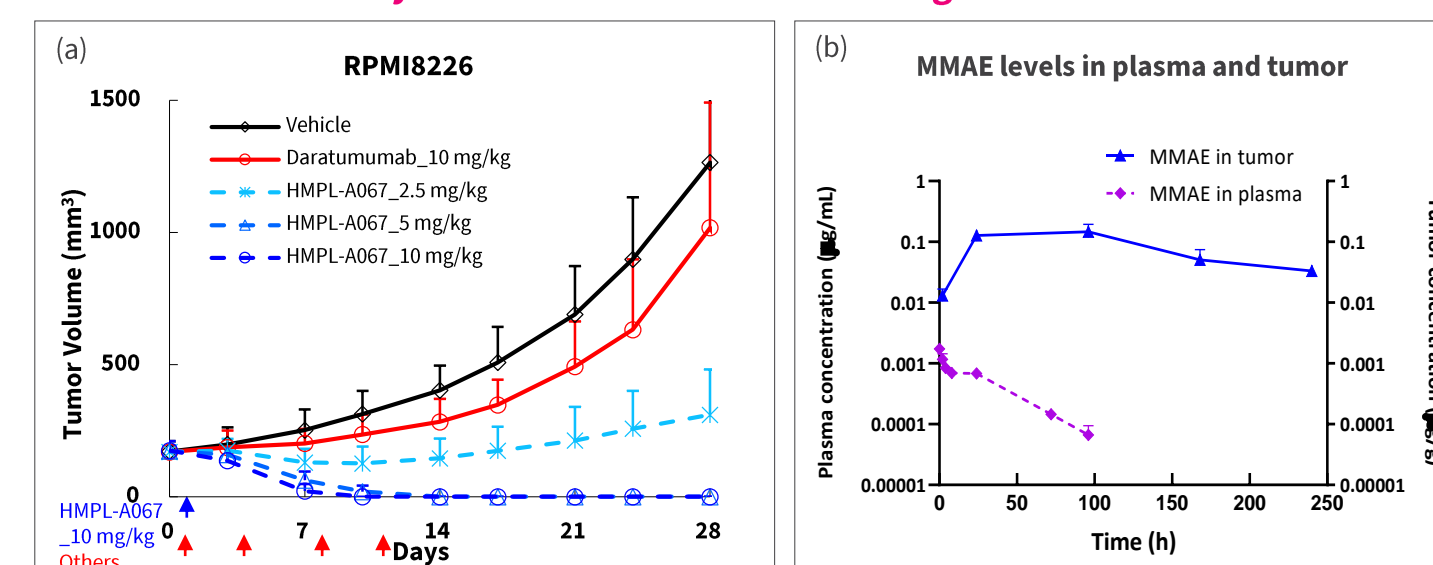 (a)
RPMI8226
1500
1000
500
0
Tumor Volume (mm³)
Vehicle
Daratumumab_10 mg/kg
HMPL-A067_2.5 mg/kg
HMPL-A067_5 mg/kg
HMPL-A067_10 mg/kg
0 7 14 21 28
Days
HMPL-A067
_10 mg/kg
Others
(b)
MMAE levels in plasma and tumor
MMAE in tumor
MMAE in plasma
Plasma concentration ( g/mL)
1
0.1
0.01
0.001
0.0001
0.00001
1
0.1
0.01
0.001
0.0001
0.00001
0 50 100 150 200 250
Time (h)